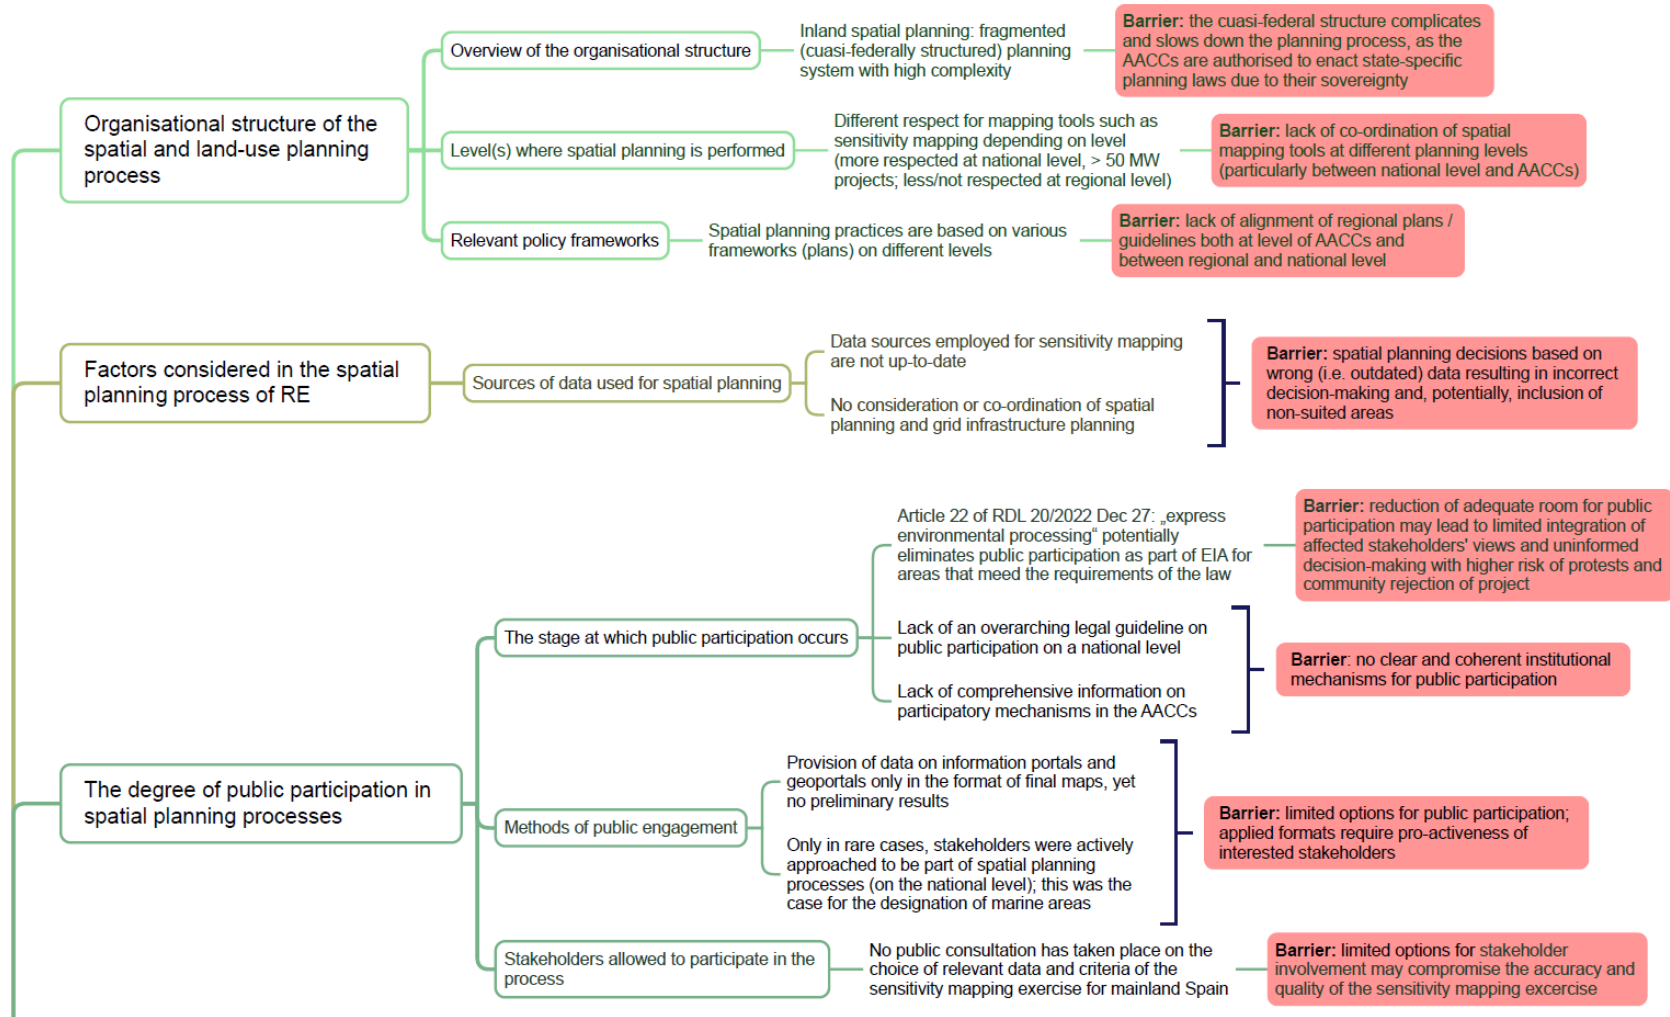 Organisational structure of the
spatial and land-use planning
process
Overview of the organisational structure
Inland spatial planning: fragmented
(cuasi-federally structured) planning
system with high complexity
Barrier: the cuasi-federal structure complicates
and slows down the planning process, as the
AACCs are authorised to enact state-specific
planning laws due to their sovereignty
Level(s) where spatial planning is performed
Different respect for mapping tools such as
sensitivity mapping depending on level
(more respected at national level, > 50 MW
projects; less/not respected at regional level)
Barrier: lack of co-ordination of spatial
mapping tools at different planning levels
(particularly between national level and AACCs)
Relevant policy frameworks
Spatial planning practices are based on various
frameworks (plans) on different levels
Barrier: lack of alignment of regional plans /
guidelines both at level of AACCs and
between regional and national level
Factors considered in the spatial
planning process of RE
Sources of data used for spatial planning
Data sources employed for sensitivity mapping
are not up-to-date
No consideration or co-ordination of spatial
planning and grid infrastructure planning
Barrier: spatial planning decisions based on
wrong (i.e. outdated) data resulting in incorrect
decision-making and, potentially, inclusion of
non-suited areas
The degree of public participation in
spatial planning processes
The stage at which public participation occurs
Article 22 of RDL 20/2022 Dec 27: „express
environmental processing“ potentially
eliminates public participation as part of EIA for
areas that meed the requirements of the law
Barrier: reduction of adequate room for public
participation may lead to limited integration of
affected stakeholders' views and uninformed
decision-making with higher risk of protests and
community rejection of project
Lack of an overarching legal guideline on
public participation on a national level
Lack of comprehensive information on
participatory mechanisms in the AACCs
Barrier: no clear and coherent institutional
mechanisms for public participation
Methods of public engagement
Provision of data on information portals and
geoportals only in the format of final maps, yet
no preliminary results
Only in rare cases, stakeholders were actively
approached to be part of spatial planning
processes (on the national level); this was the
case for the designation of marine areas
Barrier: limited options for public participation;
applied formats require pro-activeness of
interested stakeholders
Stakeholders allowed to participate in the
process
No public consultation has taken place on the
choice of relevant data and criteria of the
sensitivity mapping exercise for mainland Spain
Barrier: limited options for stakeholder
involvement may compromise the accuracy and
quality of the sensitivity mapping excercise